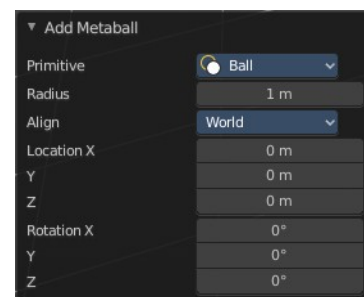 Add Metaball
Primitive Ball
Radius 1 m
Align World
Location X 0 m
Y 0 m
Z 0 m
Rotation X 0°
Y 0°
Z 0°